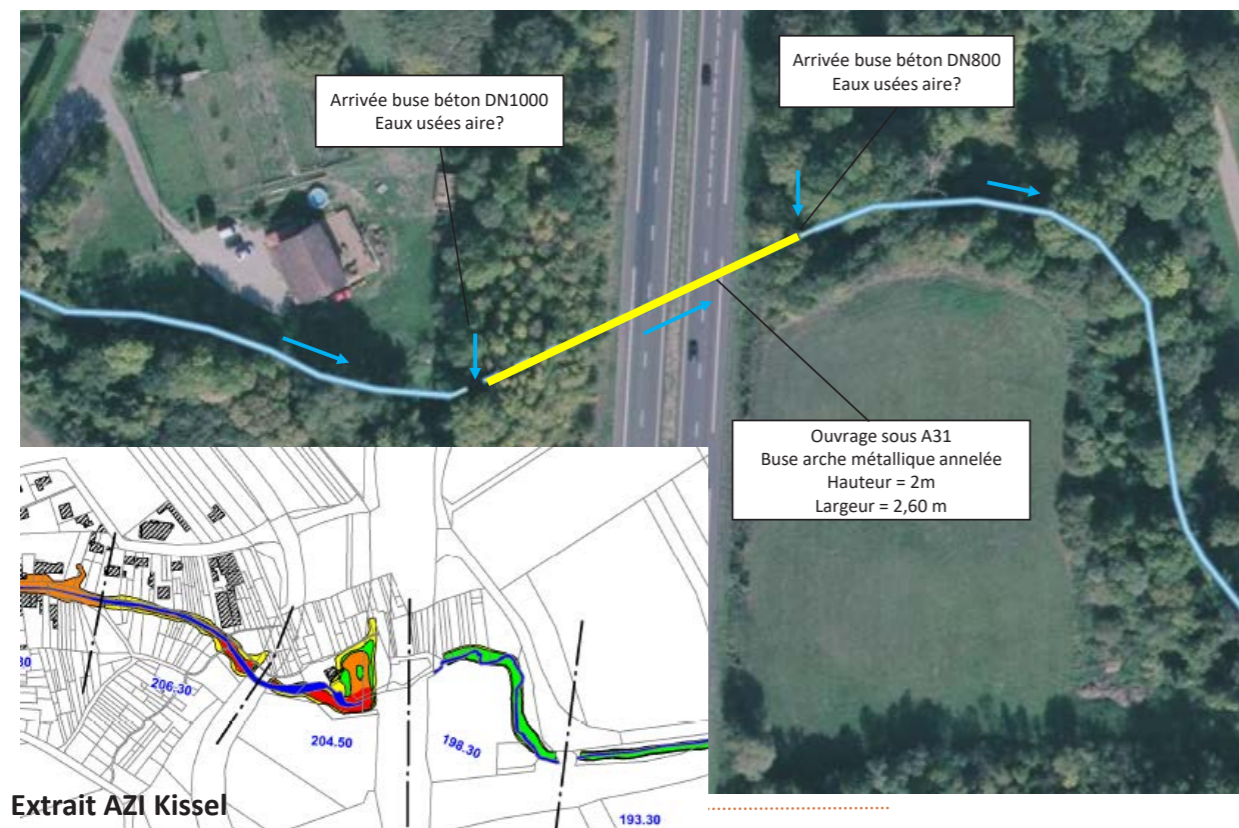 Arrivée buse béton DN1000
Eaux usées aire?
Arrivée buse béton DN800
Eaux usées aire?
Ouvrage sous A31
Buse arche métallique annelée
Hauteur = 2m
Largeur = 2,60 m
206.30
204.50
198.30
193.30
Extrait AZI Kissel